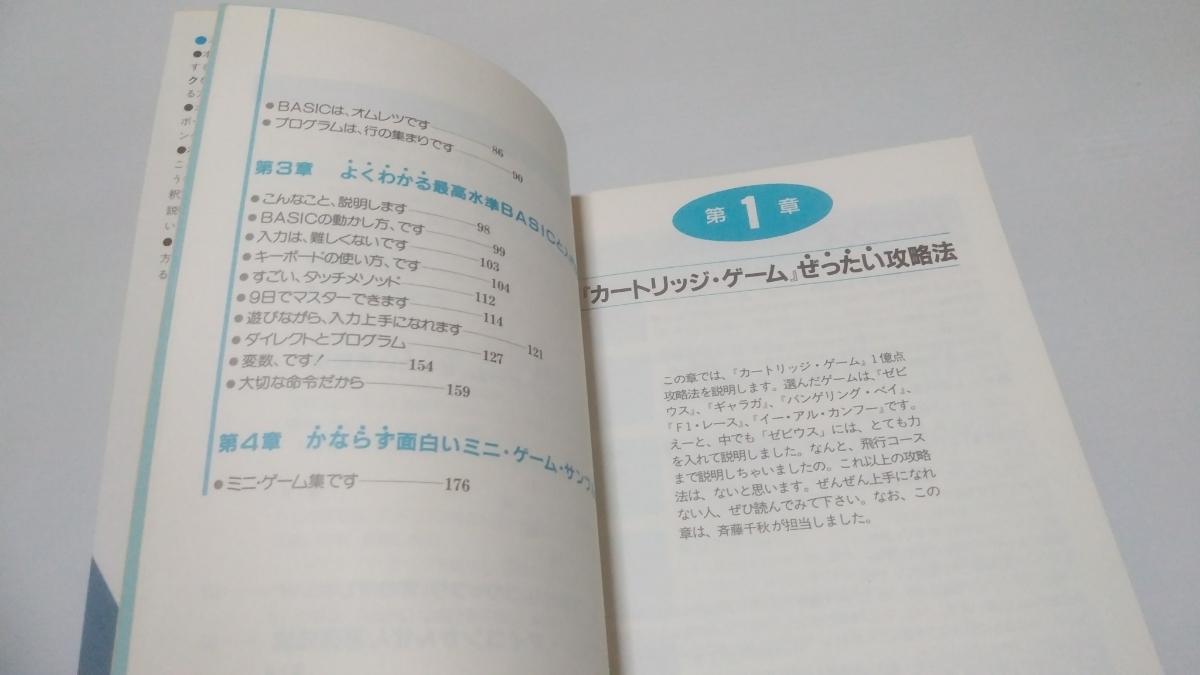 ●BASICは、オムレツです 86
●プログラムは、行の集まりです 90
第3章 よくわかる最高水準BASICと入
●こんなこと、説明します 98
●BASICの動かし方、です 99
●入力は、難しくないです 103
●キーボードの使い方、です 104
●すごい、タッチメソッド 112
●9日でマスターできます 114
●遊びながら、入力上手になれます 121
●ダイレクトとプログラム 127
●変数、です! 154
●大切な命令だから 159
第4章 かならず面白いミニ・ゲーム・サンプル
●ミニ・ゲーム集です 176
第1章
『カートリッジ・ゲーム』ぜったい攻略法
この章では、『カートリッジ・ゲーム』1億点
攻略法を説明します。選んだゲームは、『ゼビ
ウス』、『ギャラガ』、『バンゲリング・ベイ』、
『F1・レース』、『イー・アル・カンフー』です。
えーと、中でも「ゼビウス」には、とても力
を入れて説明しました。なんと、飛行コース
まで説明しちゃいましたの。これ以上の攻略
法は、ないと思います。ぜんぜん上手になれ
ない人、ぜひ読んでみて下さい。なお、この
章は、斉藤千秋が担当しました。